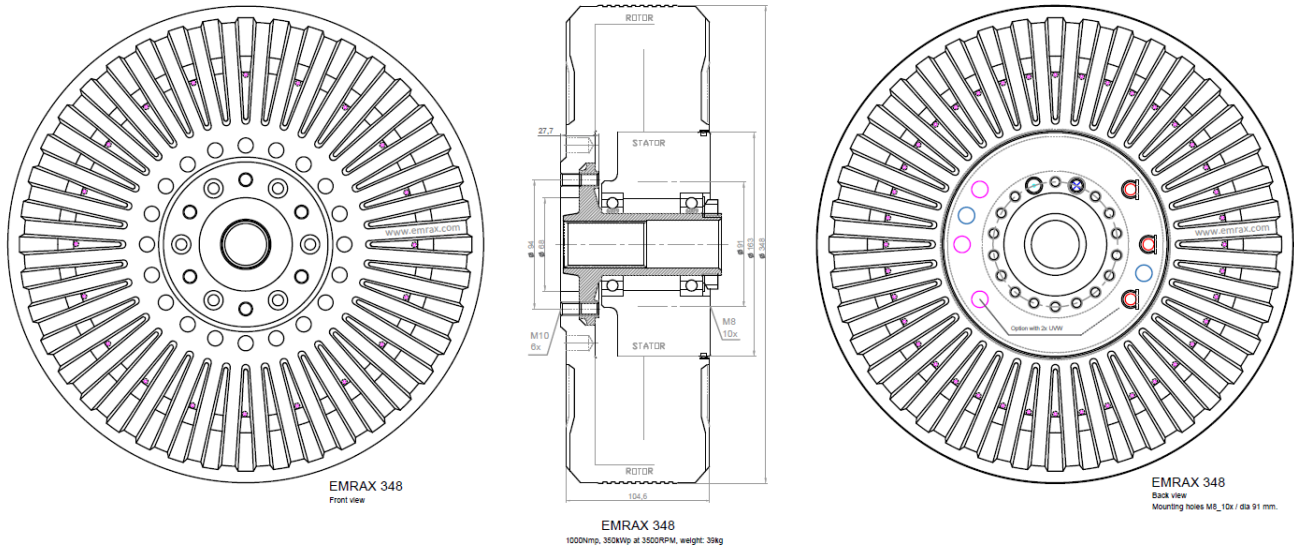 www.emrax.com
EMRAX 348
Front view
ROTOR
27,7
STATOR
Ø 94
Ø 68
Ø 91
Ø 163
Ø 348
M10
6x
M8
10x
STATOR
ROTOR
104,6
EMRAX 348
1000Nmp, 350kWp at 3500RPM, weight: 39kg
www.emrax.com
Option with 2x UVW
EMRAX 348
Back view
Mounting holes M8_10x / dia 91 mm.